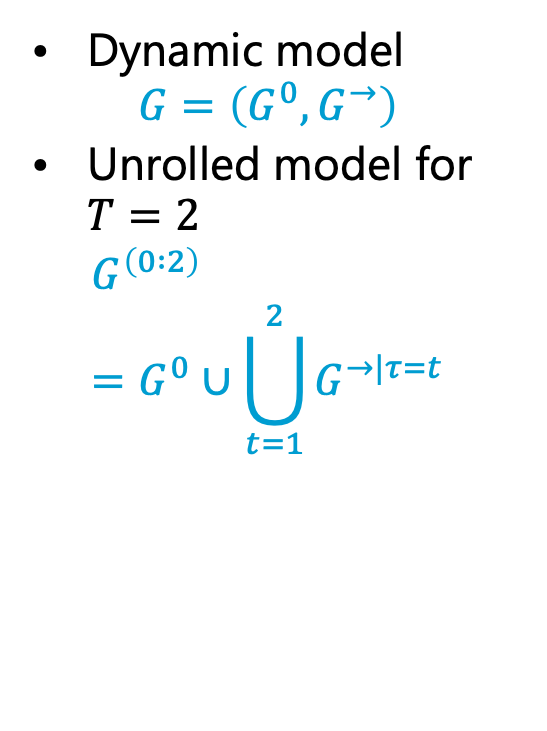 • Dynamic model
G = (G⁰, G^→)
• Unrolled model for
T = 2
G^(0:2)
= G⁰ ∪ ⋃_{t=1}^{2} G^{→|τ=t}